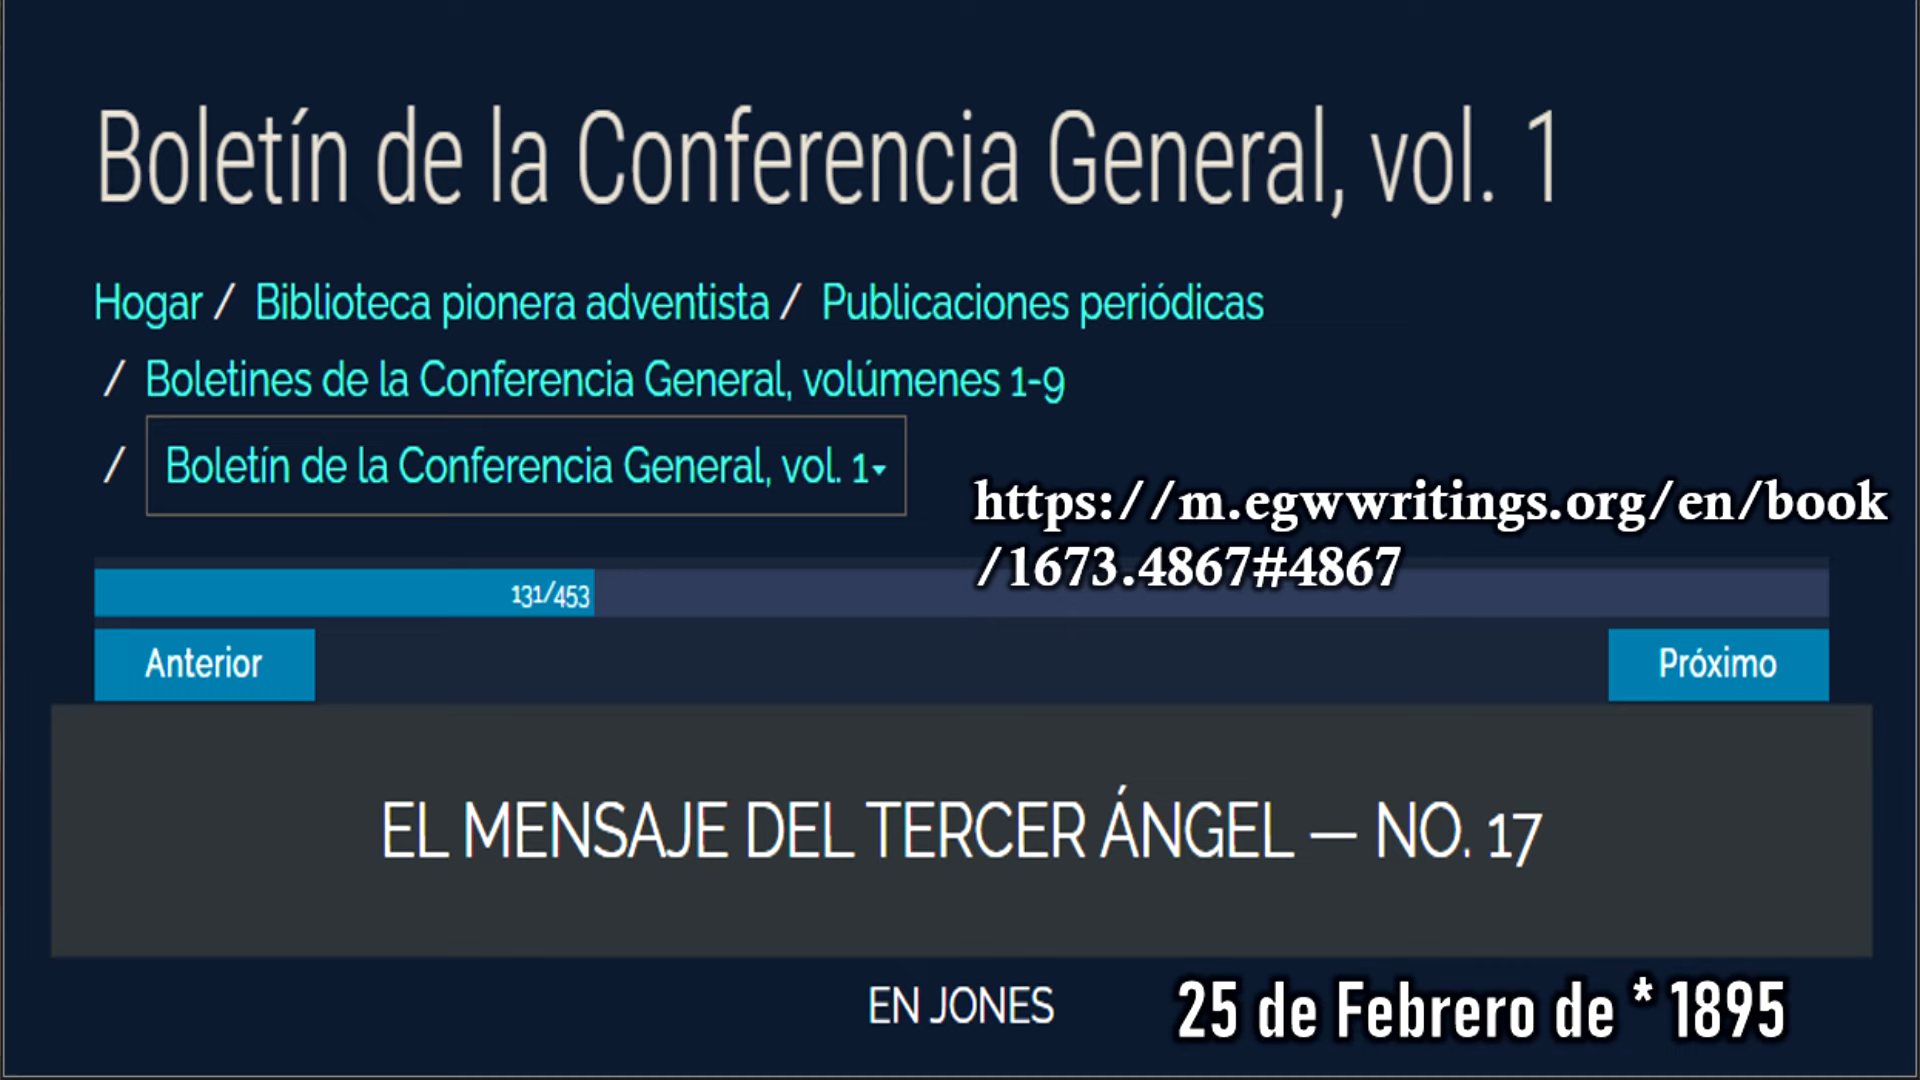 Boletín de la Conferencia General, vol. 1
Hogar / Biblioteca pionera adventista / Publicaciones periódicas
/ Boletines de la Conferencia General, volúmenes 1-9
/ Boletín de la Conferencia General, vol. 1
https://m.egwwritings.org/en/book
/1673.4867#4867
131/453
Anterior
Próximo
EL MENSAJE DEL TERCER ÁNGEL — NO. 17
EN JONES
25 de Febrero de * 1895